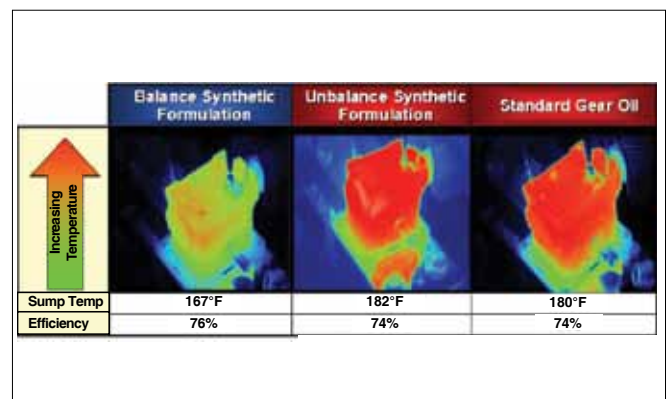 Balance Synthetic
Formulation
Unbalance Synthetic
Formulation
Standard Gear Oil
Increasing
Temperature
Sump Temp 167°F 182°F 180°F
Efficiency 76% 74% 74%